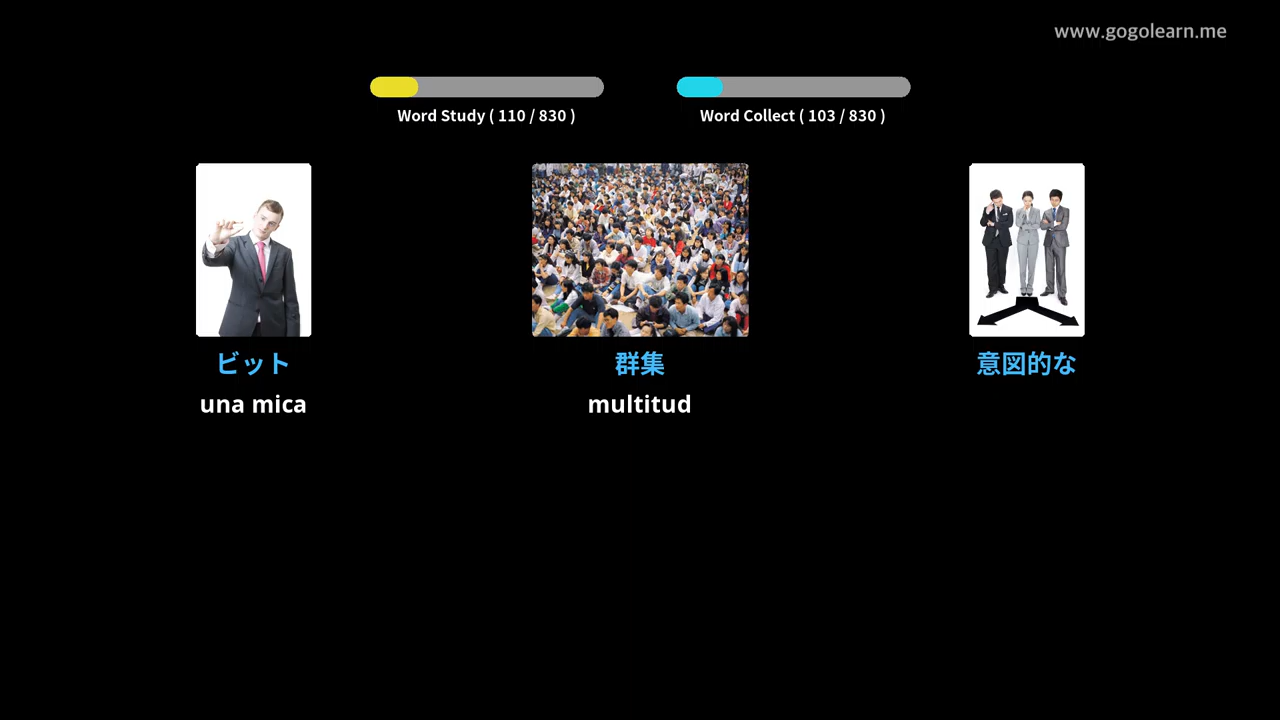 www.gogolearn.me
Word Study ( 110 / 830 )
Word Collect ( 103 / 830 )
ビット
una mica
群集
multitud
意図的な